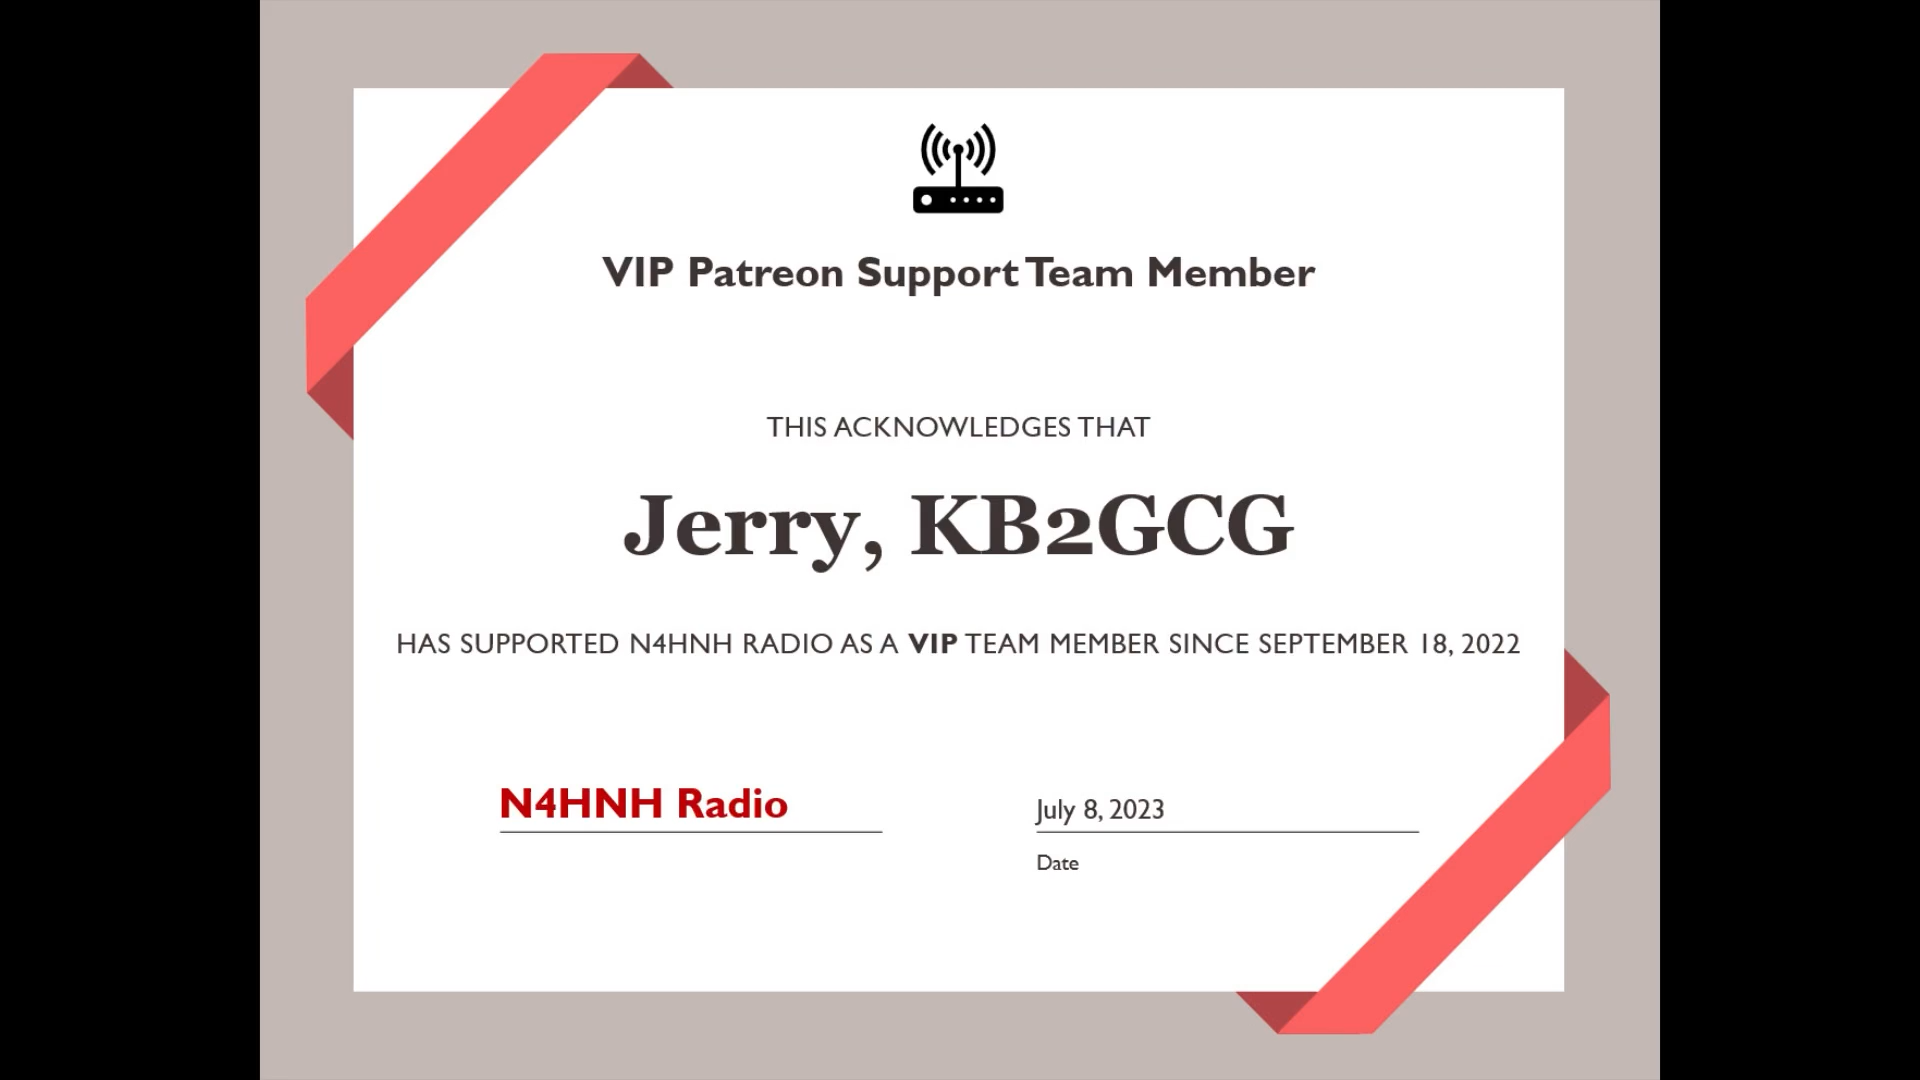 VIP Patreon Support Team Member
THIS ACKNOWLEDGES THAT
Jerry, KB2GCG
HAS SUPPORTED N4HNH RADIO AS A VIP TEAM MEMBER SINCE SEPTEMBER 18, 2022
N4HNH Radio
July 8, 2023
Date